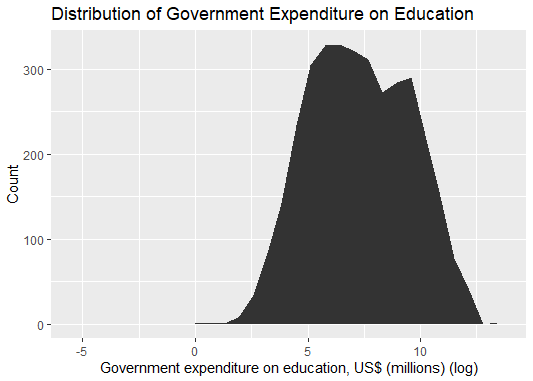 Distribution of Government Expenditure on Education
300
200
100
0
Count
-5 0 5 10
Government expenditure on education, US$ (millions) (log)